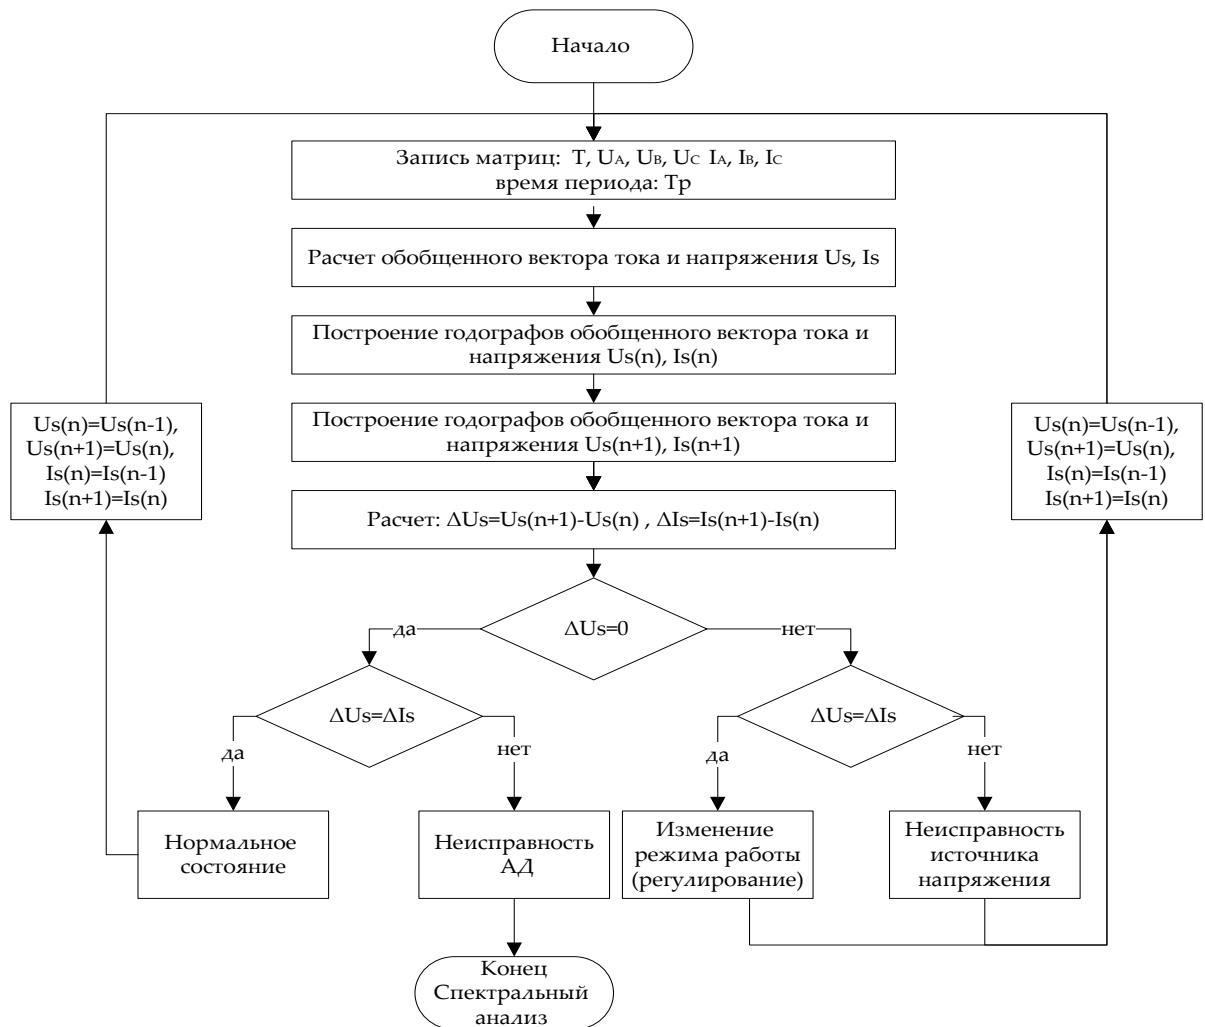 Начало
Запись матриц: T, UA, UB, UC IA, IB, IC
время периода: Tp
Расчет обобщенного вектора тока и напряжения Us, Is
Построение годографов обобщенного вектора тока и
напряжения Us(n), Is(n)
Построение годографов обобщенного вектора тока и
напряжения Us(n+1), Is(n+1)
Us(n)=Us(n-1),
Us(n+1)=Us(n),
Is(n)=Is(n-1)
Is(n+1)=Is(n)
Us(n)=Us(n-1),
Us(n+1)=Us(n),
Is(n)=Is(n-1)
Is(n+1)=Is(n)
Расчет: ΔUs=Us(n+1)-Us(n) , ΔIs=Is(n+1)-Is(n)
ΔUs=0
да
нет
ΔUs=ΔIs
ΔUs=ΔIs
да
нет
да
нет
Нормальное
состояние
Неисправность
АД
Изменение
режима работы
(регулирование)
Неисправность
источника
напряжения
Конец
Спектральный
анализ